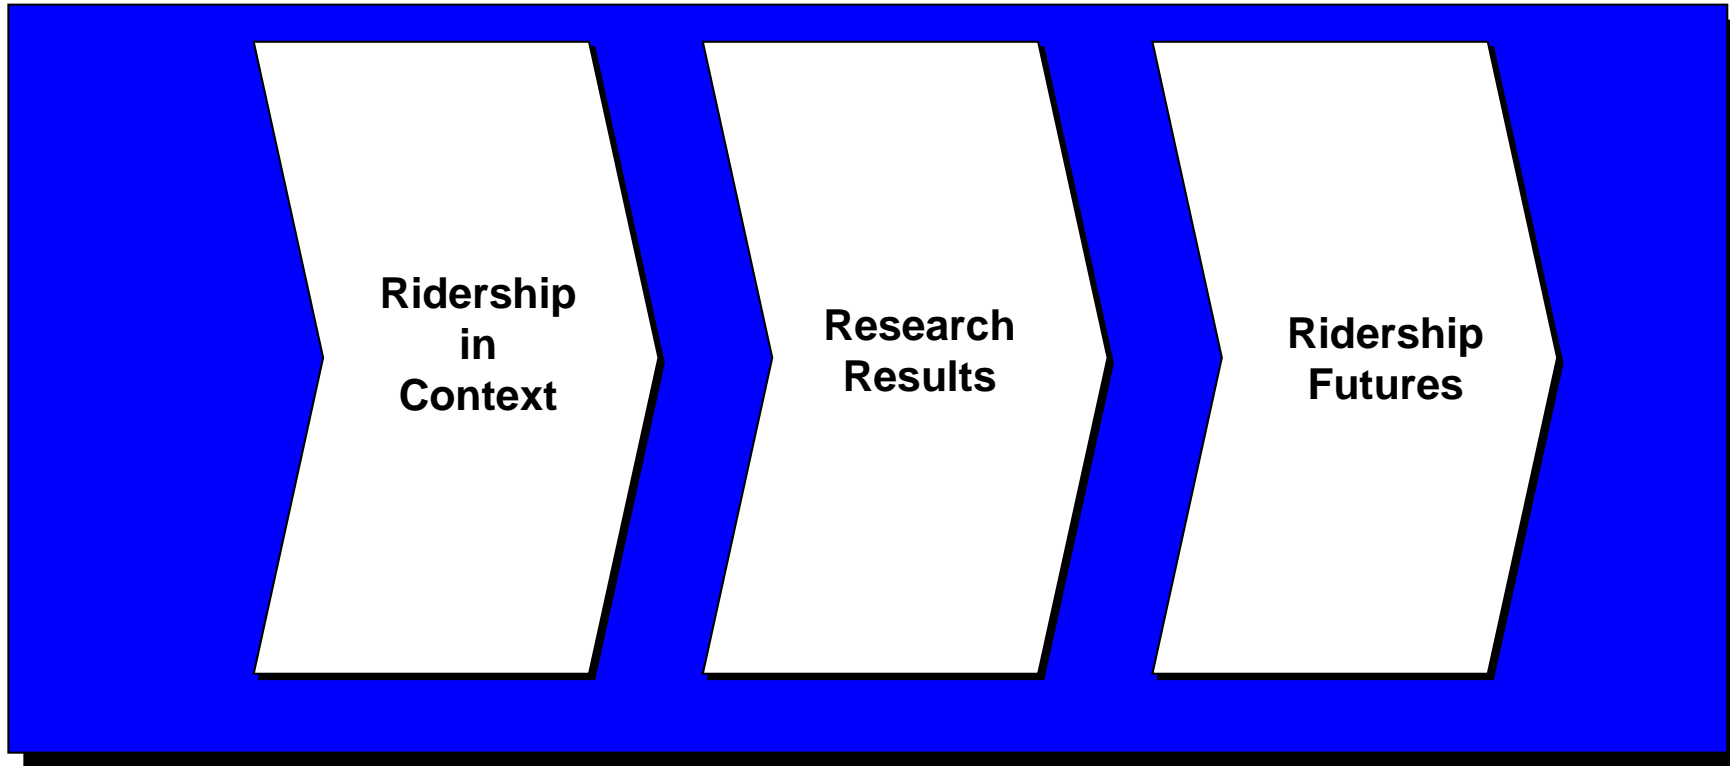 Ridership
in
Context
Research
Results
Ridership
Futures